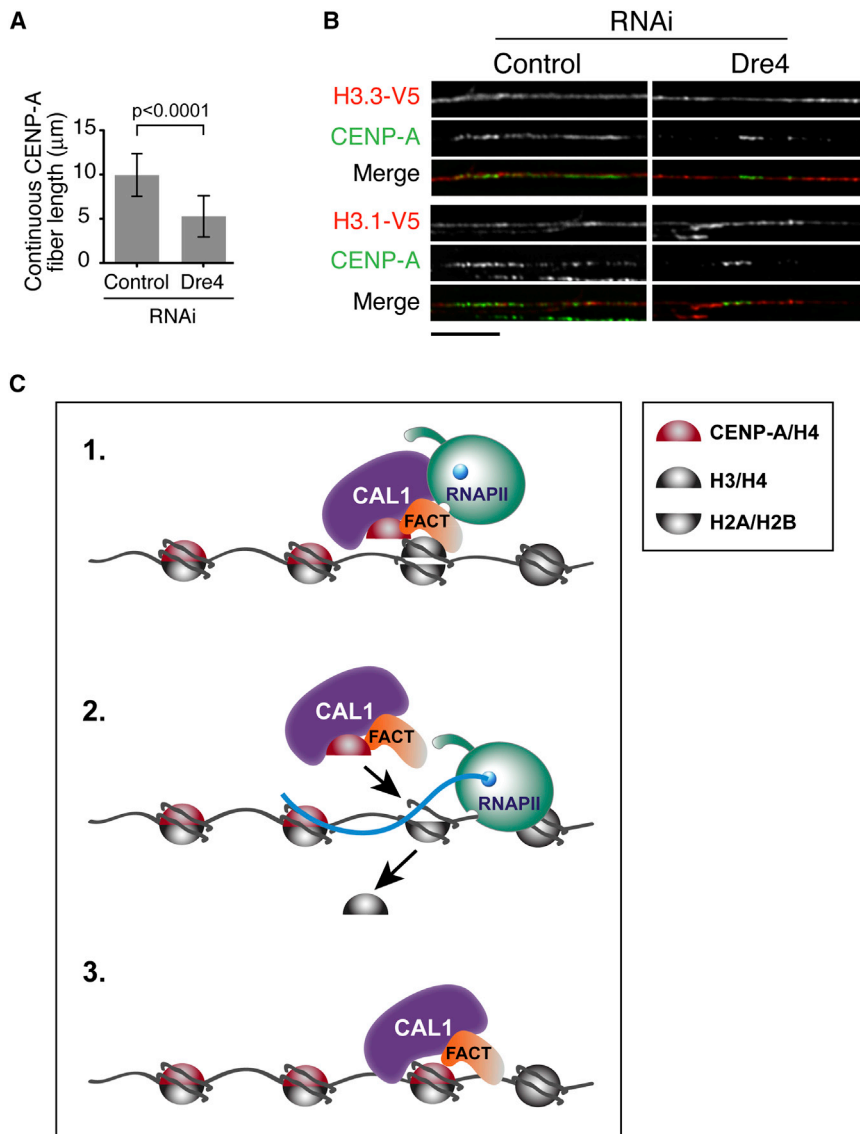 A
p<0.0001
Continuous CENP-A
fiber length (µm)
15
10
5
0
Control Dre4
RNAi
B
RNAi
Control Dre4
H3.3-V5
CENP-A
Merge
H3.1-V5
CENP-A
Merge
C
1.
CAL1
RNAPII
FACT
CENP-A/H4
H3/H4
H2A/H2B
2.
CAL1
FACT
RNAPII
3.
CAL1
FACT